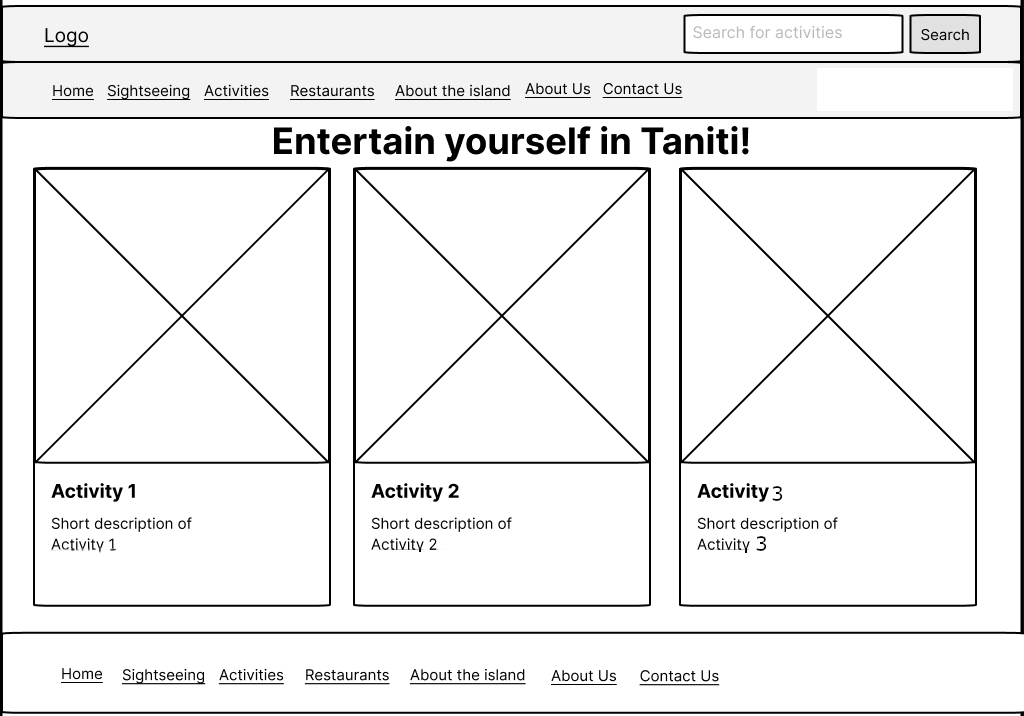 Logo
Search for activities
Search
Home Sightseeing Activities Restaurants About the island About Us Contact Us
Entertain yourself in Taniti!
Activity 1
Short description of
Activity 1
Activity 2
Short description of
Activity 2
Activity 3
Short description of
Activity 3
Home Sightseeing Activities Restaurants About the island About Us Contact Us